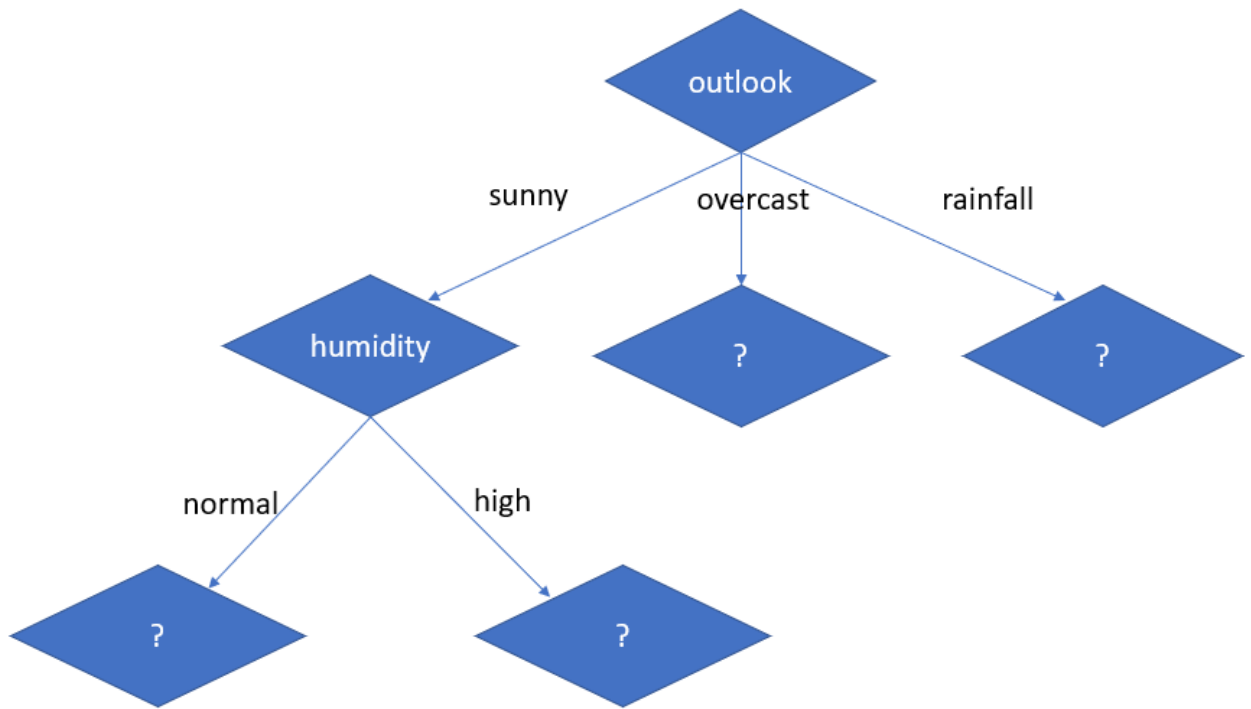 outlook
sunny
overcast
rainfall
humidity
?
?
normal
high
?
?